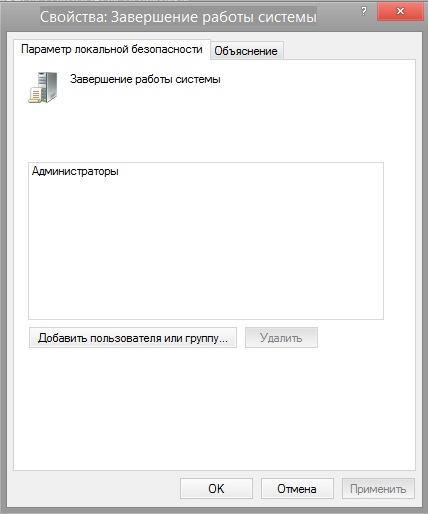 Свойства: Завершение работы системы
?
Параметр локальной безопасности
Объяснение
Завершение работы системы
Администраторы
Добавить пользователя или группу...
Удалить
OK
Отмена
Применить